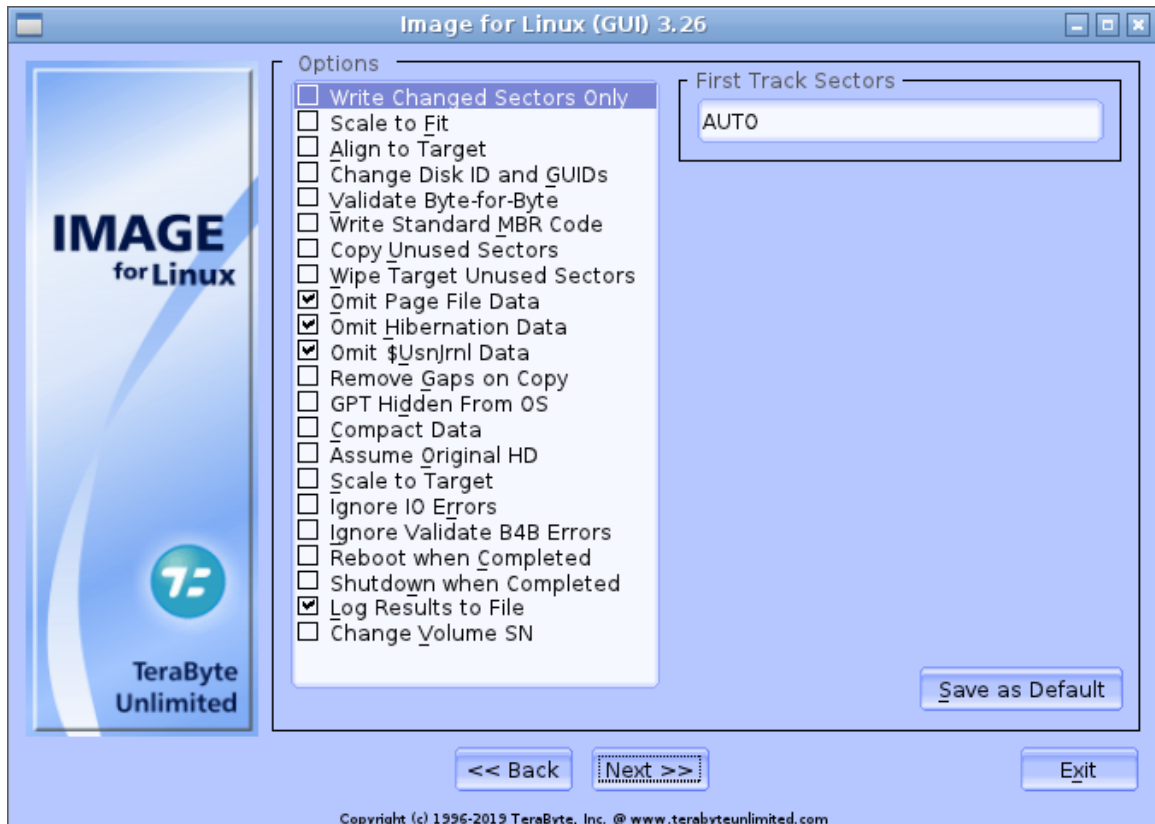 Image for Linux (GUI) 3.26
IMAGE
for Linux
TeraByte
Unlimited
Options
Write Changed Sectors Only
Scale to Fit
Align to Target
Change Disk ID and GUIDs
Validate Byte-for-Byte
Write Standard MBR Code
Copy Unused Sectors
Wipe Target Unused Sectors
Omit Page File Data
Omit Hibernation Data
Omit $UsnJrnl Data
Remove Gaps on Copy
GPT Hidden From OS
Compact Data
Assume Original HD
Scale to Target
Ignore IO Errors
Ignore Validate B4B Errors
Reboot when Completed
Shutdown when Completed
Log Results to File
Change Volume SN
First Track Sectors
AUTO
Save as Default
<< Back
Next >>
Exit
Copyright (c) 1996-2019 TeraByte, Inc. @ www.terabyteunlimited.com